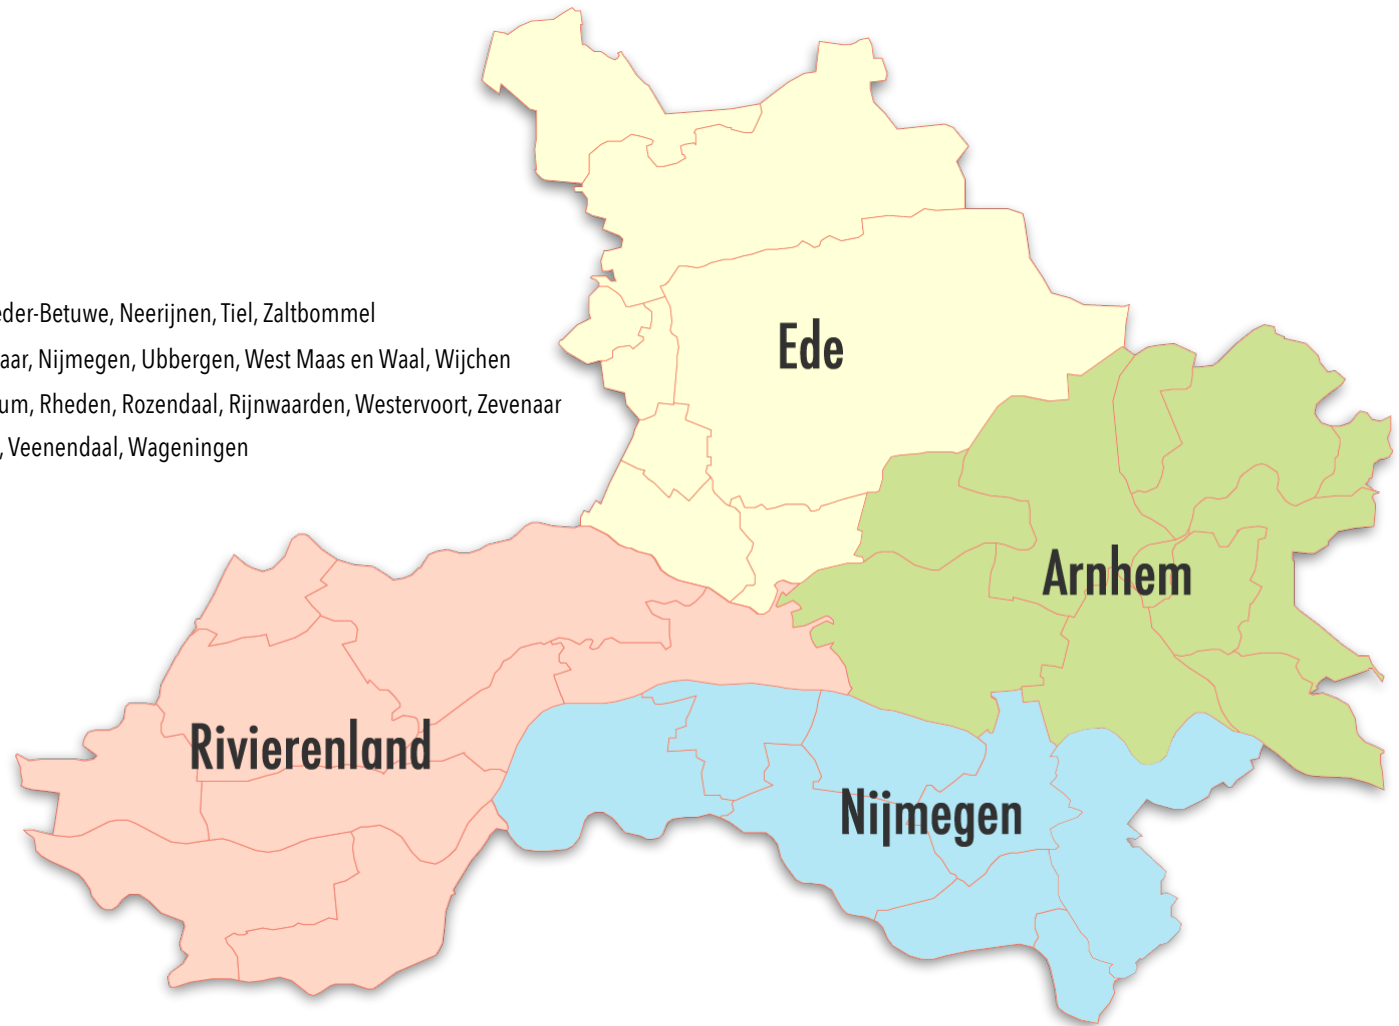 eder-Betuwe, Neerijnen, Tiel, Zaltbommel
aar, Nijmegen, Ubbergen, West Maas en Waal, Wijchen
um, Rheden, Rozendaal, Rijnwaarden, Westervoort, Zevenaar
, Veenendaal, Wageningen
Ede
Arnhem
Rivierenland
Nijmegen